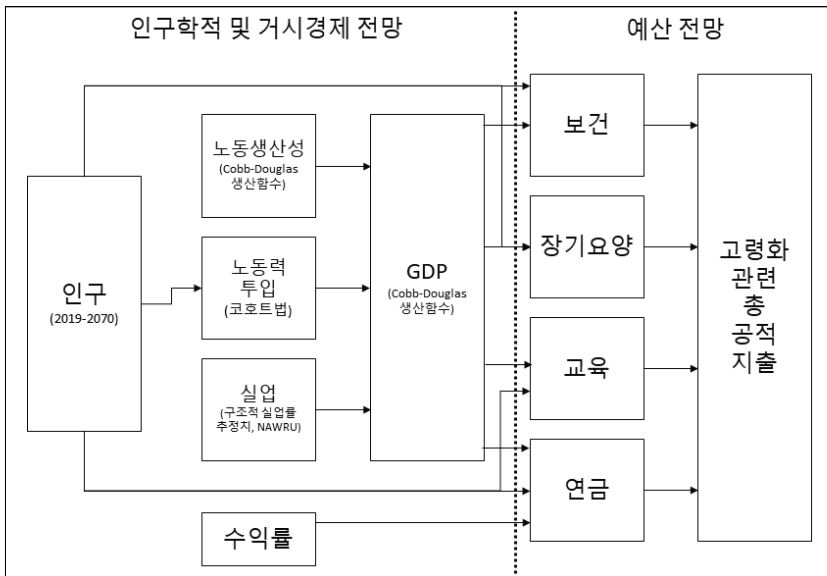 인구학적 및 거시경제 전망
예산 전망
인구
(2019-2070)
노동생산성
(Cobb-Douglas
생산함수)
노동력
투입
(코호트법)
실업
(구조적 실업률
추정치, NAWRU)
수익률
GDP
(Cobb-Douglas
생산함수)
보건
장기요양
교육
연금
고령화
관련
총
공적
지출